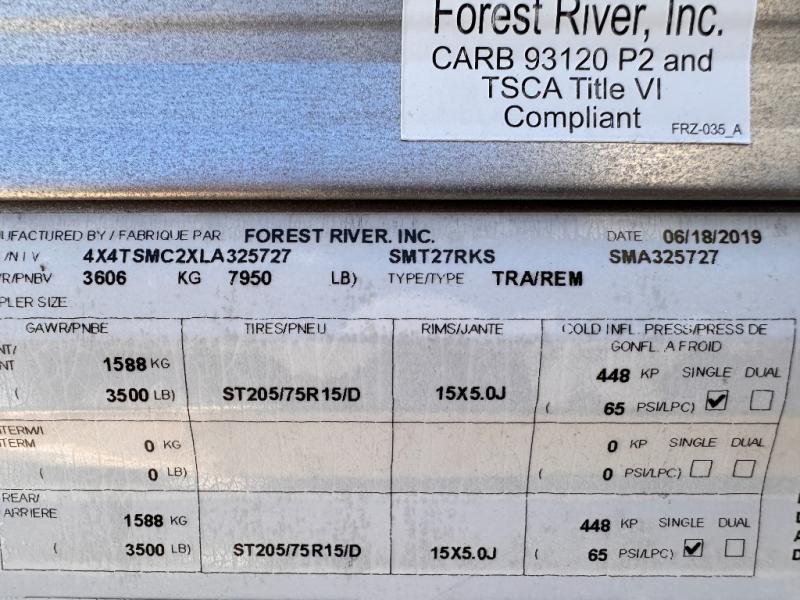 Forest River, Inc.
CARB 93120 P2 and
TSCA Title VI
Compliant
FRZ-035_A
UFACTURED BY / FABRIQUE PAR FOREST RIVER. INC. DATE 06/18/2019
/N I V 4X4TSMC2XLA325727 SMT27RKS SMA325727
R/PNBV 3606 KG 7950 LB) TYPE/TYPE TRA/REM
PLER SIZE
GAWR/PNBE TIRES/PNEU RIMS/JANTE COLD INFL. PRESS/PRESS DE
GONFL. A FROID
NT/
NT 1588 KG 448 KP SINGLE DUAL
( 3500 LB) ST205/75R15/D 15X5.0J ( 65 PSI/LPC)
TERM/I
TERM 0 KG 0 KP SINGLE DUAL
( 0 LB) ( 0 PSI/LPC)
REAR/
ARRIERE 1588 KG 448 KP SINGLE DUAL
( 3500 LB) ST205/75R15/D 15X5.0J ( 65 PSI/LPC)